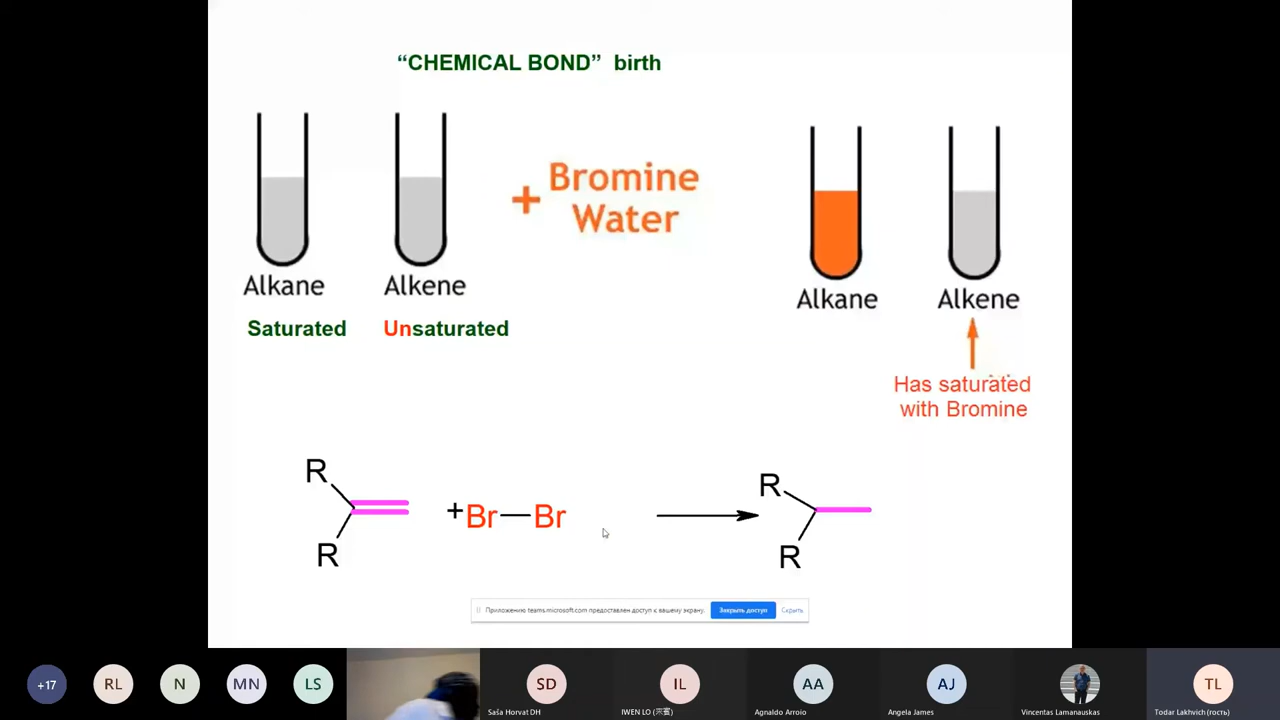 “CHEMICAL BOND” birth
+ Bromine
Water
Alkane
Alkene
Alkane
Alkene
Saturated
Unsaturated
Has saturated
with Bromine
R
R
+Br—Br
R
R
Приложению teams.microsoft.com предоставлен доступ к вашему экрану.
Закрыть доступ
Скрыть
+17
RL
N
MN
LS
SD
Saša Horvat DH
IL
IWEN LO
AA
Agnaldo Arroio
AJ
Angela James
Vincentas Lamanauskas
TL
Todar Lakhvich (гость)